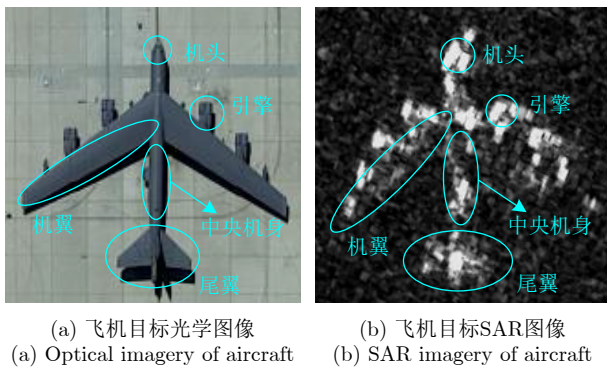 机头
引擎
机翼
中央机身
尾翼
(a) 飞机目标光学图像
(a) Optical imagery of aircraft
机头
引擎
机翼
中央机身
尾翼
(b) 飞机目标SAR图像
(b) SAR imagery of aircraft